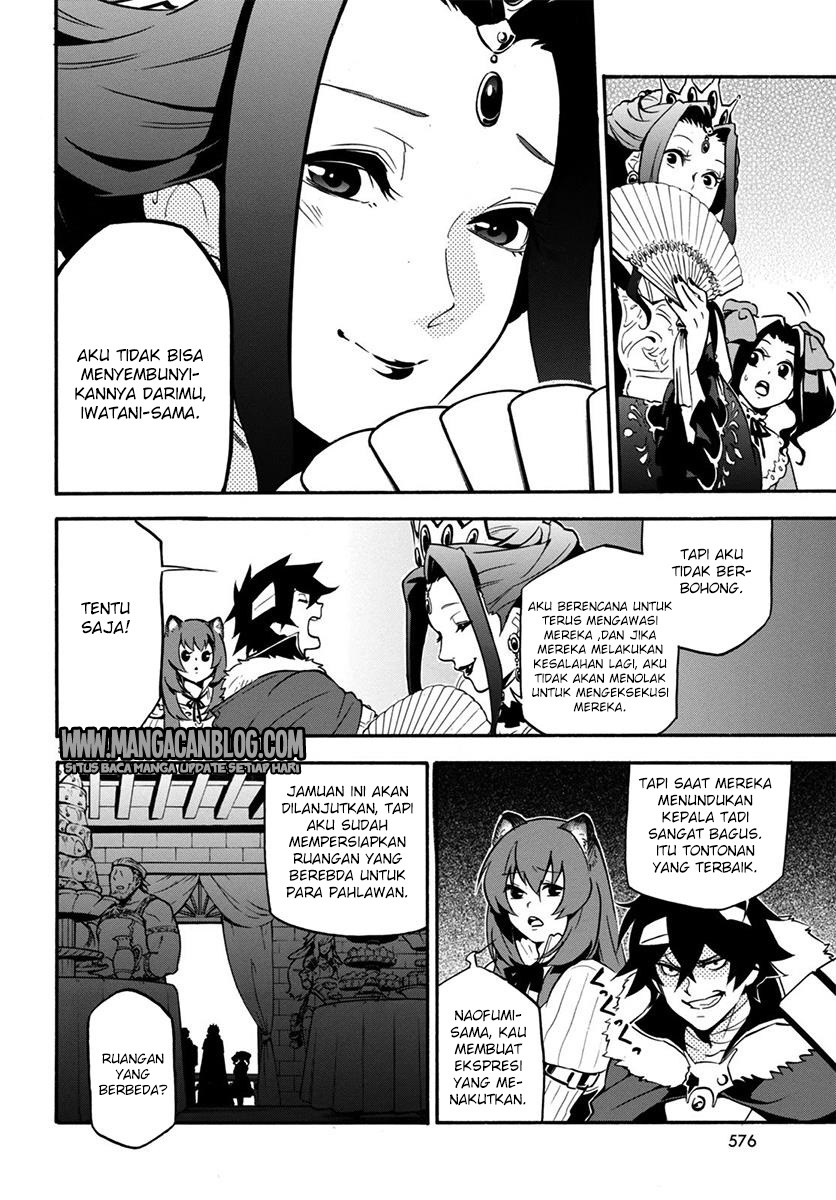 AKU TIDAK BISA
MENYEMBUNYI-
KANNYA DARIMU,
IWATANI-SAMA.
TAPI AKU
TIDAK BER-
BOHONG.
AKU BERENCANA UNTUK
TERUS MENGAWASI
MEREKA ,DAN JIKA
MEREKA MELAKUKAN
KESALAHAN LAGI, AKU
TIDAK AKAN MENOLAK
UNTUK MENGEKSEKUSI
MEREKA.
TENTU
SAJA!
WWW.MANGACANBLOG.COM
SITUS BACA MANGA UPDATE SETIAP HARI
TAPI SAAT MEREKA
MENUNDUKAN
KEPALA TADI
SANGAT BAGUS.
ITU TONTONAN
YANG TERBAIK.
NAOFUMI-
SAMA, KAU
MEMBUAT
EKSPRESI
YANG ME-
NAKUTKAN.
JAMUAN INI AKAN
DILANJUTKAN, TAPI
AKU SUDAH
MEMPERSIAPKAN
RUANGAN YANG
BEREBDA UNTUK
PARA PAHLAWAN.
RUANGAN
YANG
BERBEDA?
576